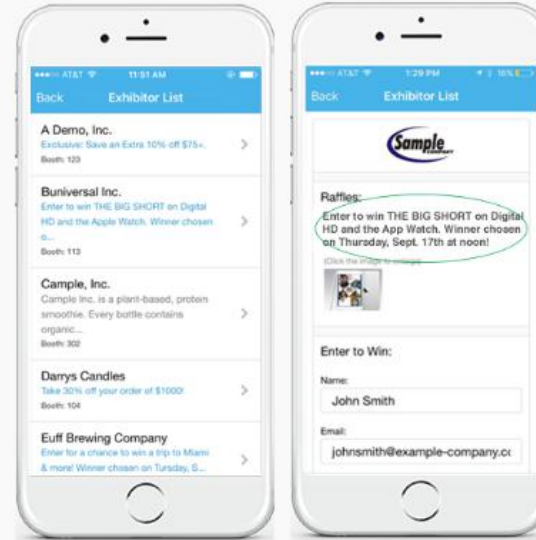 AT&T 11:51 AM
Back Exhibitor List
A Demo, Inc.
Exclusive: Save an Extra 10% off $75+.
Booth: 123
Buniversal Inc.
Enter to win THE BIG SHORT on Digital
HD and the Apple Watch. Winner chosen
o...
Booth: 113
Cample, Inc.
Cample Inc. is a plant-based, protein
smoothie. Every bottle contains
organic...
Booth: 302
Darrys Candles
Take 30% off your order of $1000!
Booth: 104
Euff Brewing Company
Enter for a chance to win a trip to Miami
& more! Winner chosen on Tursday, S...
AT&T 1:29 PM 10%
Back Exhibitor List
Sample
COMPANY
Raffles:
Enter to win THE BIG SHORT on Digital
HD and the App Watch. Winner chosen
on Thursday, Sept. 17th at noon!
(Click the image to enlarge)
Enter to Win:
Name:
John Smith
Email:
johnsmith@example-company.cc